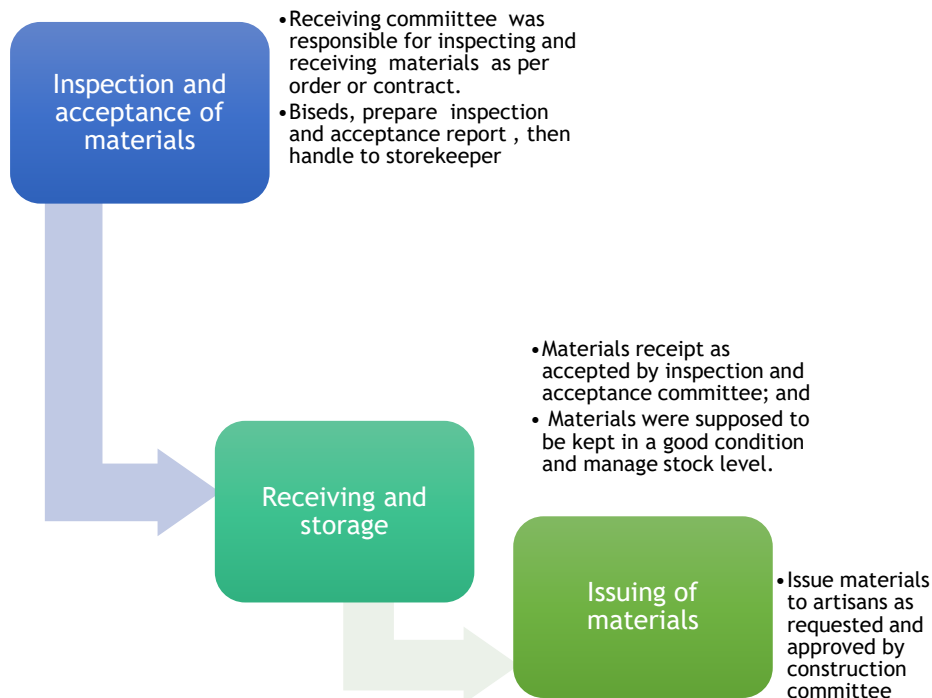 Inspection and
acceptance of
materials
•Receiving commiittee was
responsible for inspecting and
receiving materials as per
order or contract.
•Biseds, prepare inspection
and acceptance report , then
handle to storekeeper
Receiving and
storage
•Materials receipt as
accepted by inspection and
acceptance committee; and
• Materials were supposed to
be kept in a good condition
and manage stock level.
Issuing of
materials
•Issue materials
to artisans as
requested and
approved by
construction
committee